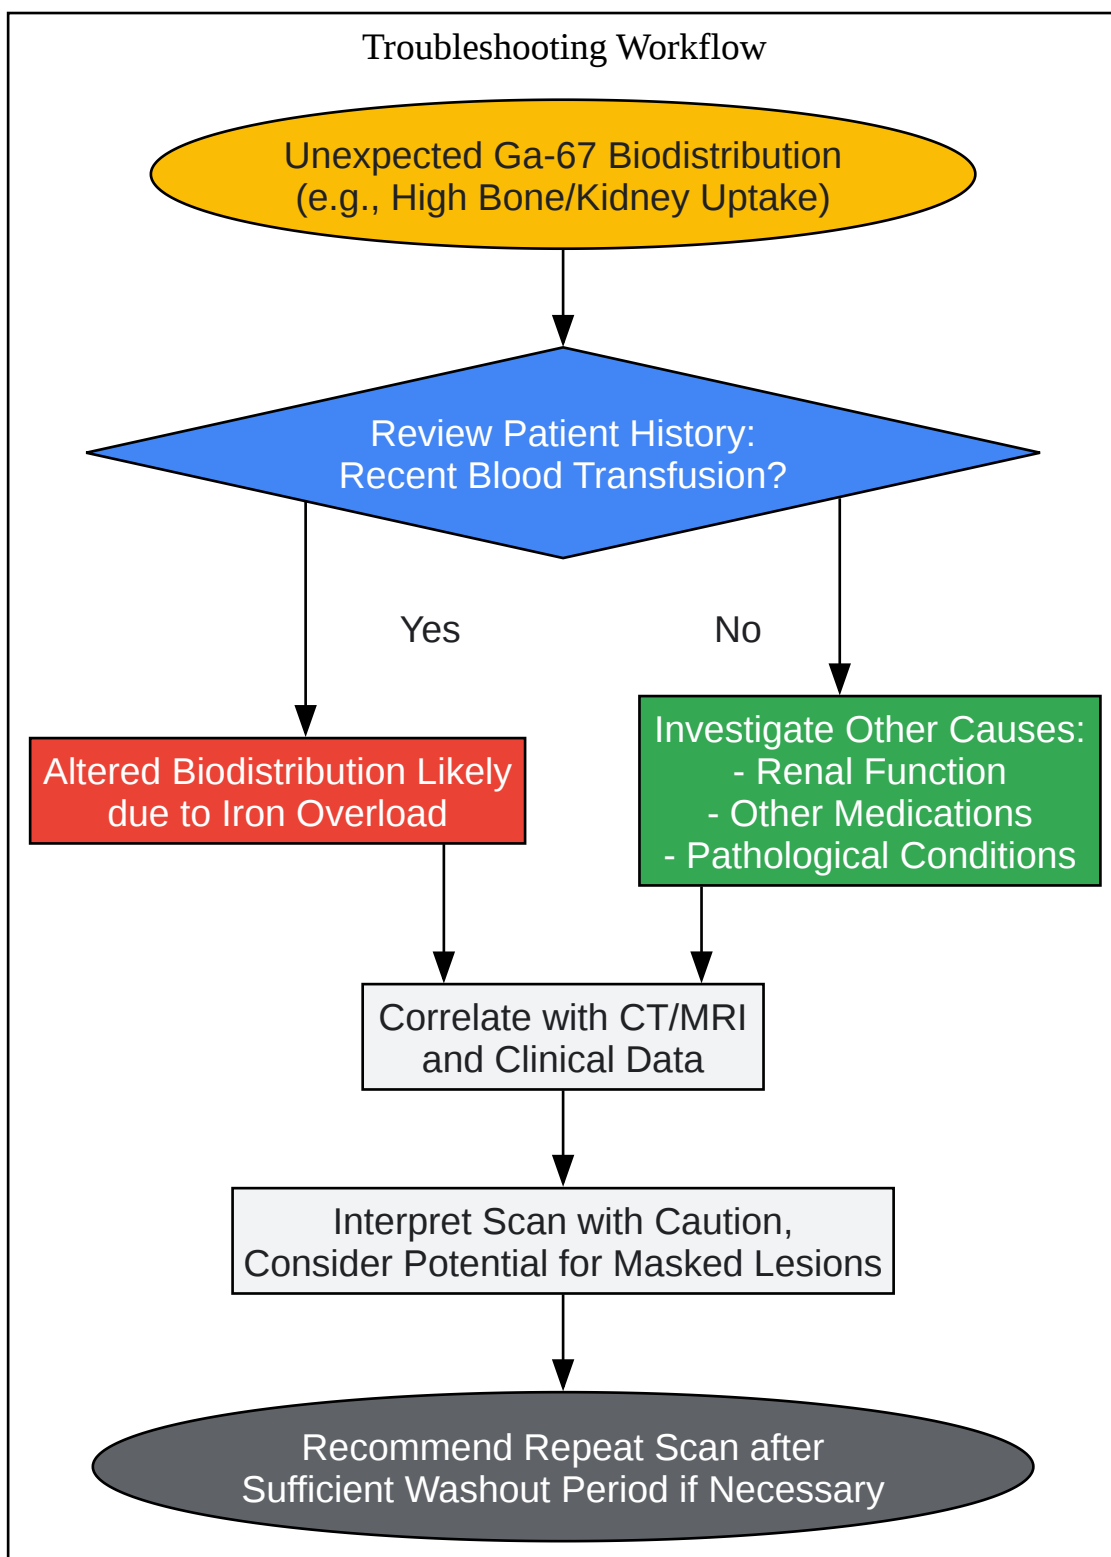 Troubleshooting Workflow
Unexpected Ga-67 Biodistribution
(e.g., High Bone/Kidney Uptake)
Review Patient History:
Recent Blood Transfusion?
Yes
No
Altered Biodistribution Likely
due to Iron Overload
Investigate Other Causes:
- Renal Function
- Other Medications
- Pathological Conditions
Correlate with CT/MRI
and Clinical Data
Interpret Scan with Caution,
Consider Potential for Masked Lesions
Recommend Repeat Scan after
Sufficient Washout Period if Necessary